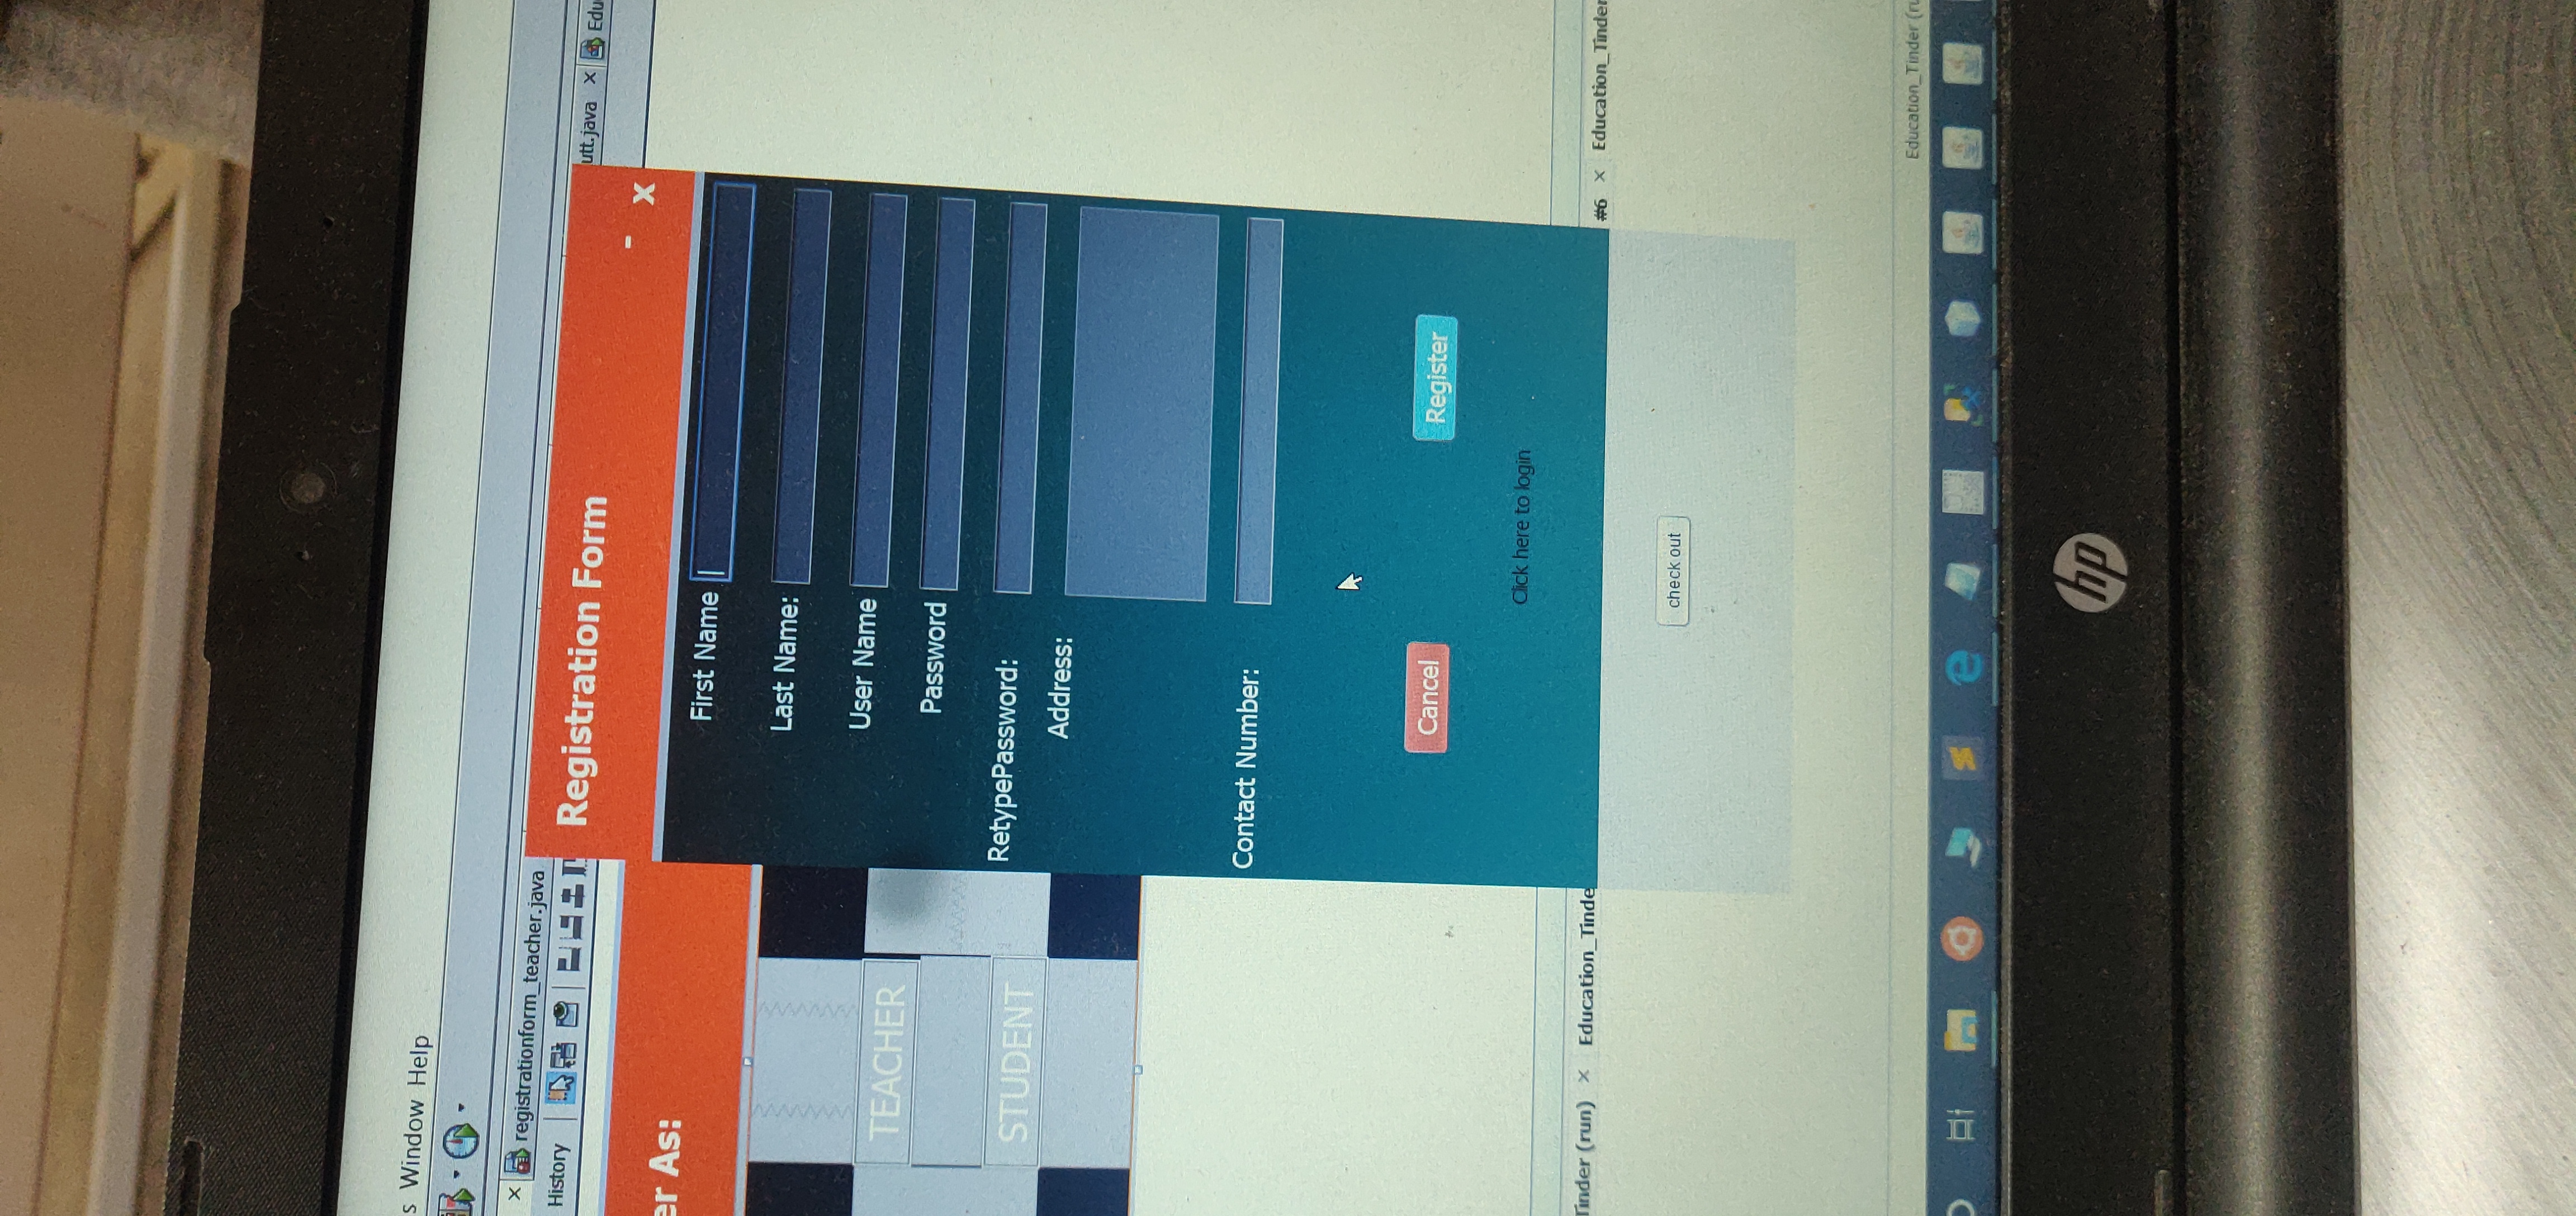 s Window Help
registrationform_teacher.java
History
Registration Form
- x
utt.java
Edu
er As:
First Name
Last Name:
User Name
TEACHER
Password
STUDENT
RetypePassword:
Address:
Contact Number:
Cancel
Register
Click here to login
Tinder (run)
Education_Tinde
#6
Education_Tinder
check out
Education_Tinder (ru
hp